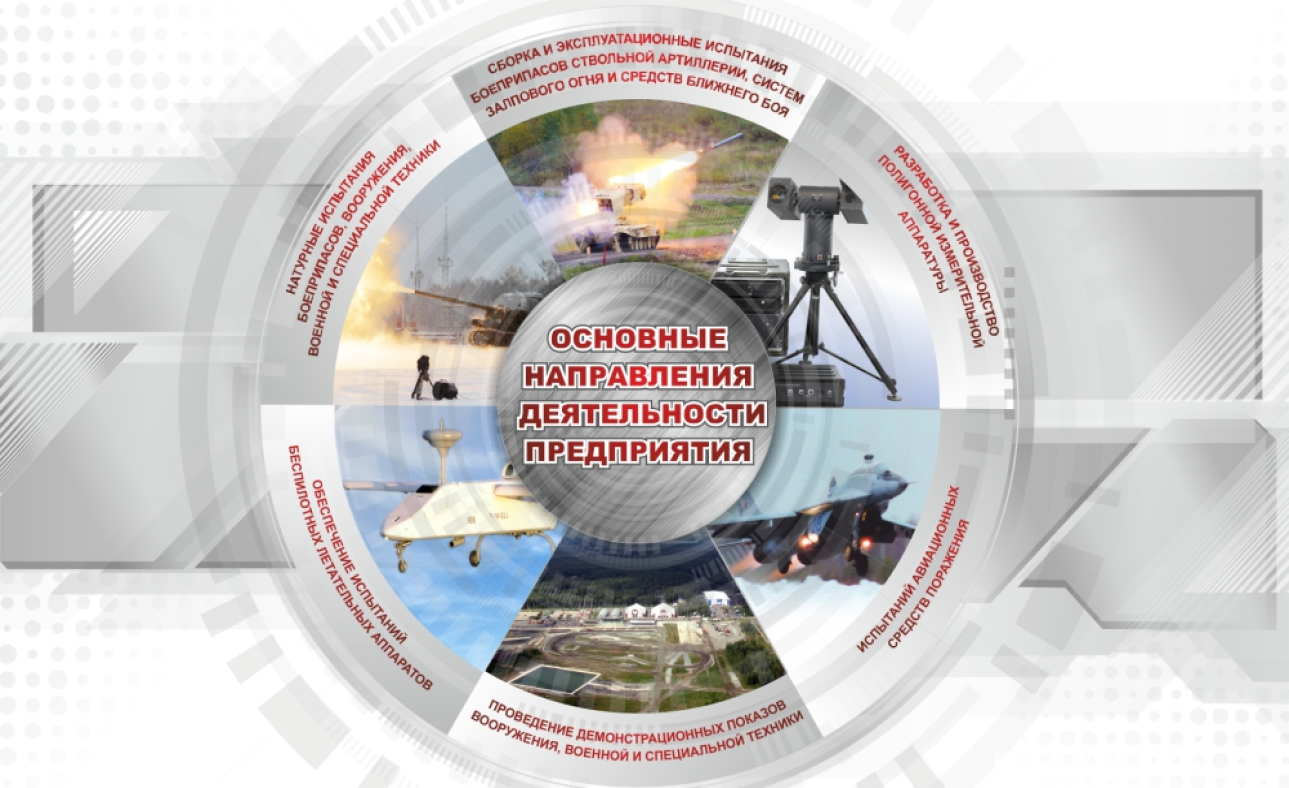 СБОРКА И ЭКСПЛУАТАЦИОННЫЕ ИСПЫТАНИЯ
БОЕПРИПАСОВ СТВОЛЬНОЙ АРТИЛЛЕРИИ, СИСТЕМ
ЗАЛПОВОГО ОГНЯ И СРЕДСТВ БЛИЖНЕГО БОЯ
РАЗРАБОТКА И ПРОИЗВОДСТВО
ПОЛИГОННОЙ ИЗМЕРИТЕЛЬНОЙ
АППАРАТУРЫ
ИСПЫТАНИЙ АВИАЦИОННЫХ
СРЕДСТВ ПОРАЖЕНИЯ
ПРОВЕДЕНИЕ ДЕМОНСТРАЦИОННЫХ ПОКАЗОВ
ВООРУЖЕНИЯ, ВОЕННОЙ И СПЕЦИАЛЬНОЙ ТЕХНИКИ
ОБЕСПЕЧЕНИЕ ИСПЫТАНИЙ
БЕСПИЛОТНЫХ ЛЕТАТЕЛЬНЫХ АППАРАТОВ
НАТУРНЫЕ ИСПЫТАНИЯ
БОЕПРИПАСОВ, ВООРУЖЕНИЯ,
ВОЕННОЙ И СПЕЦИАЛЬНОЙ ТЕХНИКИ
ОСНОВНЫЕ
НАПРАВЛЕНИЯ
ДЕЯТЕЛЬНОСТИ
ПРЕДПРИЯТИЯ